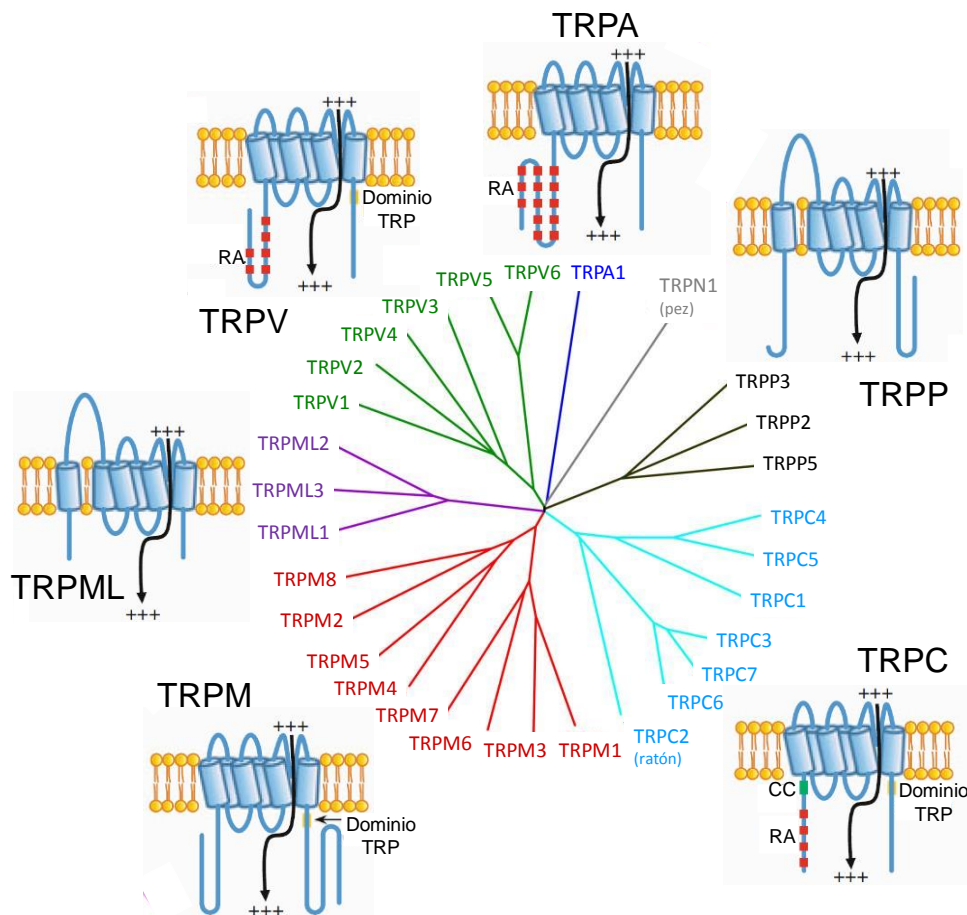 TRPA
+++
RA
+++
+++
Dominio
TRP
RA
+++
TRPV
+++
+++
TRPP
TRPV6
TRPA1
TRPV5
TRPN1
(pez)
TRPV3
TRPV4
TRPV2
TRPV1
TRPP3
TRPP2
TRPP5
TRPML2
TRPML3
TRPML1
+++
TRPML
+++
TRPC4
TRPC5
TRPC1
TRPC3
TRPC7
TRPC6
TRPC2
(ratón)
TRPM8
TRPM2
TRPM5
TRPM4
TRPM7
TRPM6
TRPM3
TRPM1
TRPM
+++
Dominio
TRP
+++
TRPC
+++
CC
Dominio
TRP
RA
+++